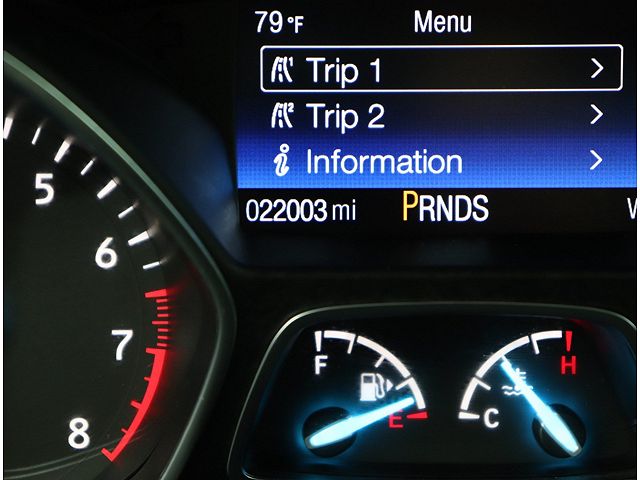 79°F Menu
Trip 1
Trip 2
Information
022003 mi PRNDS
5
6
7
8
F
E
H
C